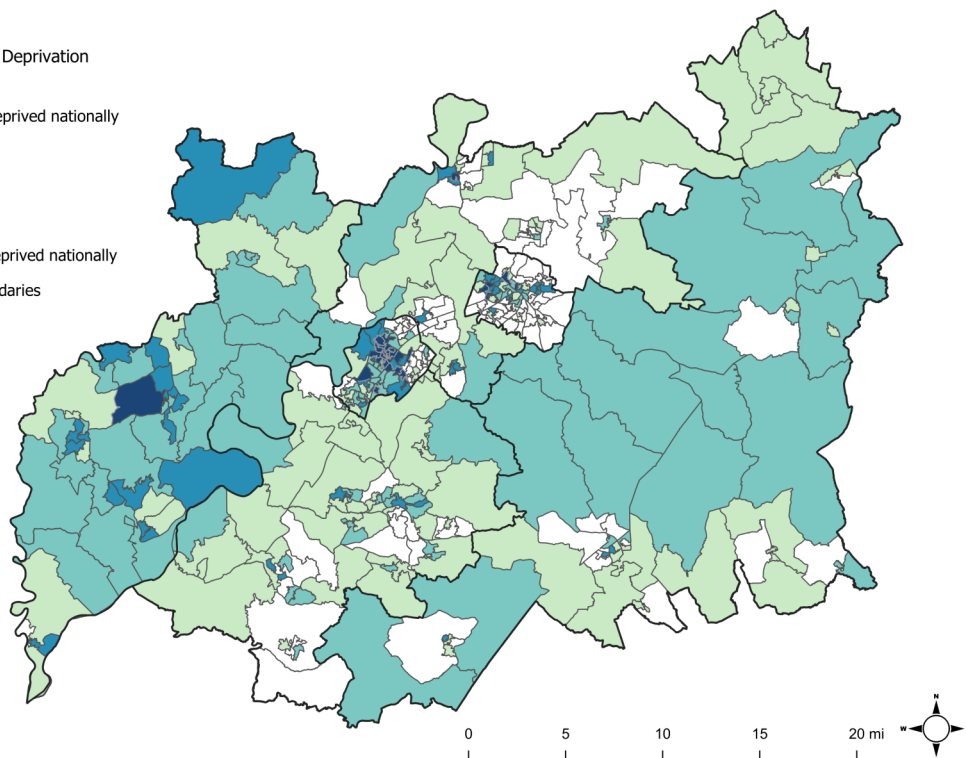 Deprivation
eprived nationally
eprived nationally
daries
N
W
0 5 10 15 20 mi